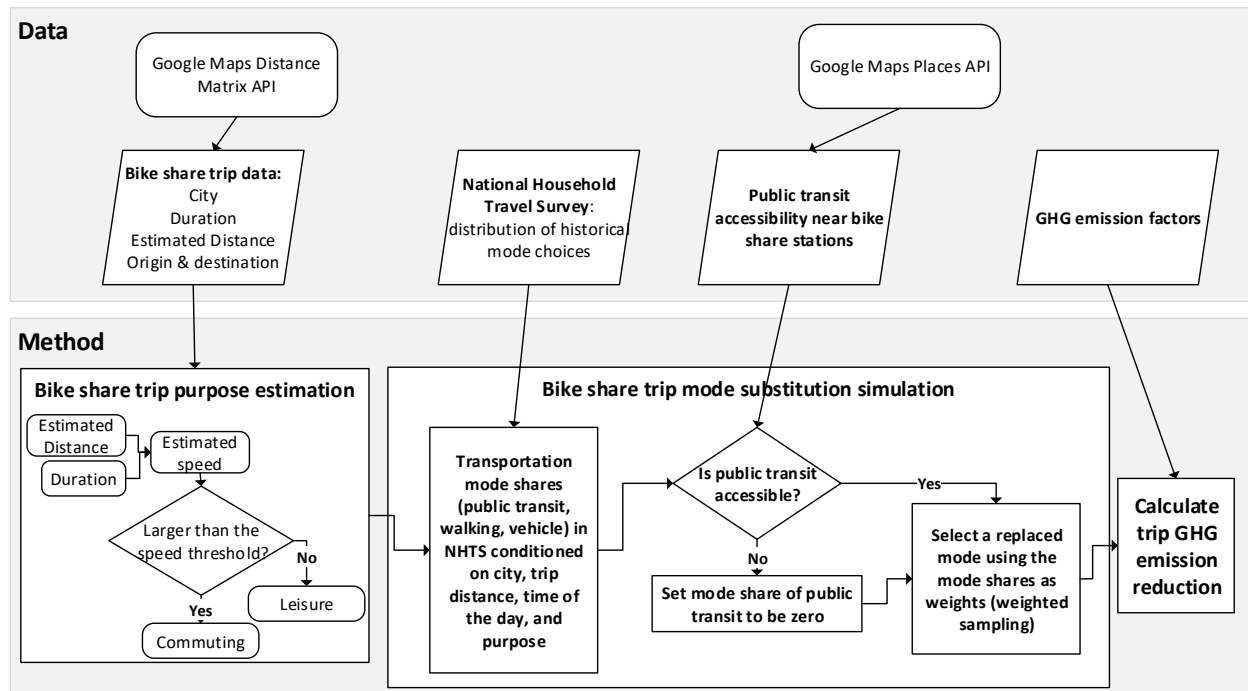 Data
Google Maps Distance
Matrix API
Google Maps Places API
Bike share trip data:
City
Duration
Estimated Distance
Origin & destination
National Household
Travel Survey:
distribution of historical
mode choices
Public transit
accessibility near bike
share stations
GHG emission factors
Method
Bike share trip purpose estimation
Estimated
Distance
Duration
Estimated
speed
Larger than the
speed threshold?
No
Leisure
Yes
Commuting
Bike share trip mode substitution simulation
Transportation
mode shares
(public transit,
walking, vehicle) in
NHTS conditioned
on city, trip
distance, time of
the day, and
purpose
Is public transit
accessible?
Yes
No
Set mode share of public
transit to be zero
Select a replaced
mode using the
mode shares as
weights (weighted
sampling)
Calculate
trip GHG
emission
reduction